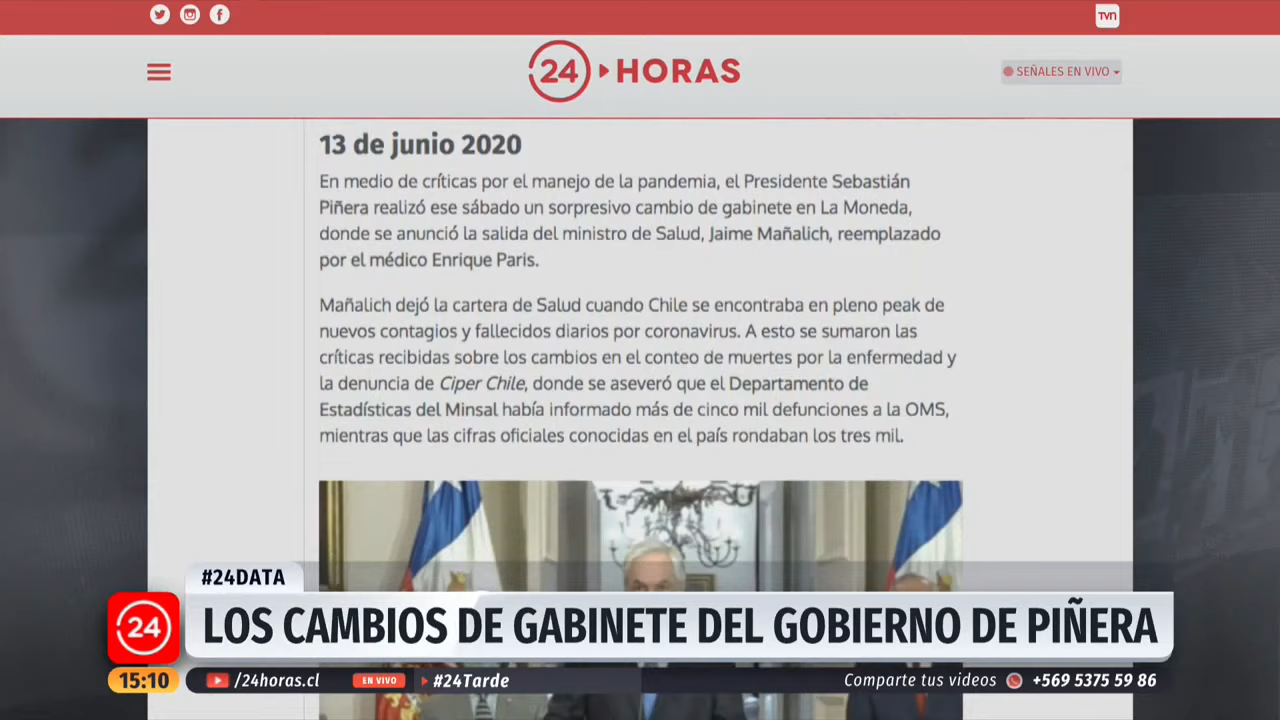 TVN
24 HORAS
SEÑALES EN VIVO
13 de junio 2020
En medio de críticas por el manejo de la pandemia, el Presidente Sebastián
Piñera realizó ese sábado un sorpresivo cambio de gabinete en La Moneda,
donde se anunció la salida del ministro de Salud, Jaime Mañalich, reemplazado
por el médico Enrique Paris.
Mañalich dejó la cartera de Salud cuando Chile se encontraba en pleno peak de
nuevos contagios y fallecidos diarios por coronavirus. A esto se sumaron las
críticas recibidas sobre los cambios en el conteo de muertes por la enfermedad y
la denuncia de Ciper Chile, donde se aseveró que el Departamento de
Estadísticas del Minsal había informado más de cinco mil defunciones a la OMS,
mientras que las cifras oficiales conocidas en el país rondaban los tres mil.
#24DATA
24
LOS CAMBIOS DE GABINETE DEL GOBIERNO DE PIÑERA
15:10 /24horas.cl EN VIVO #24Tarde Comparte tus videos +569 5375 59 86